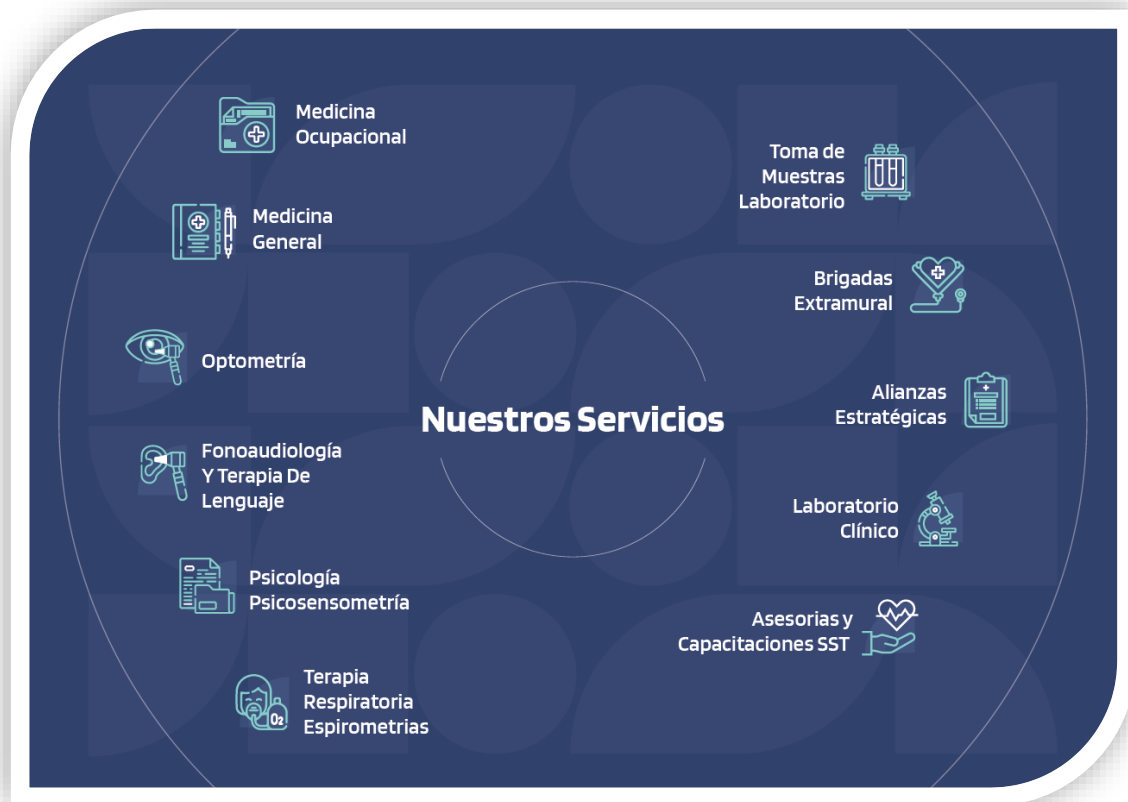 Medicina
Ocupacional
Medicina
General
Optometría
Fonoaudiología
Y Terapia De
Lenguaje
Psicología
Psicosensometría
Terapia
Respiratoria
Espirometrias
O₂
Nuestros Servicios
Toma de
Muestras
Laboratorio
Brigadas
Extramural
Alianzas
Estratégicas
Laboratorio
Clínico
Asesorias y
Capacitaciones SST